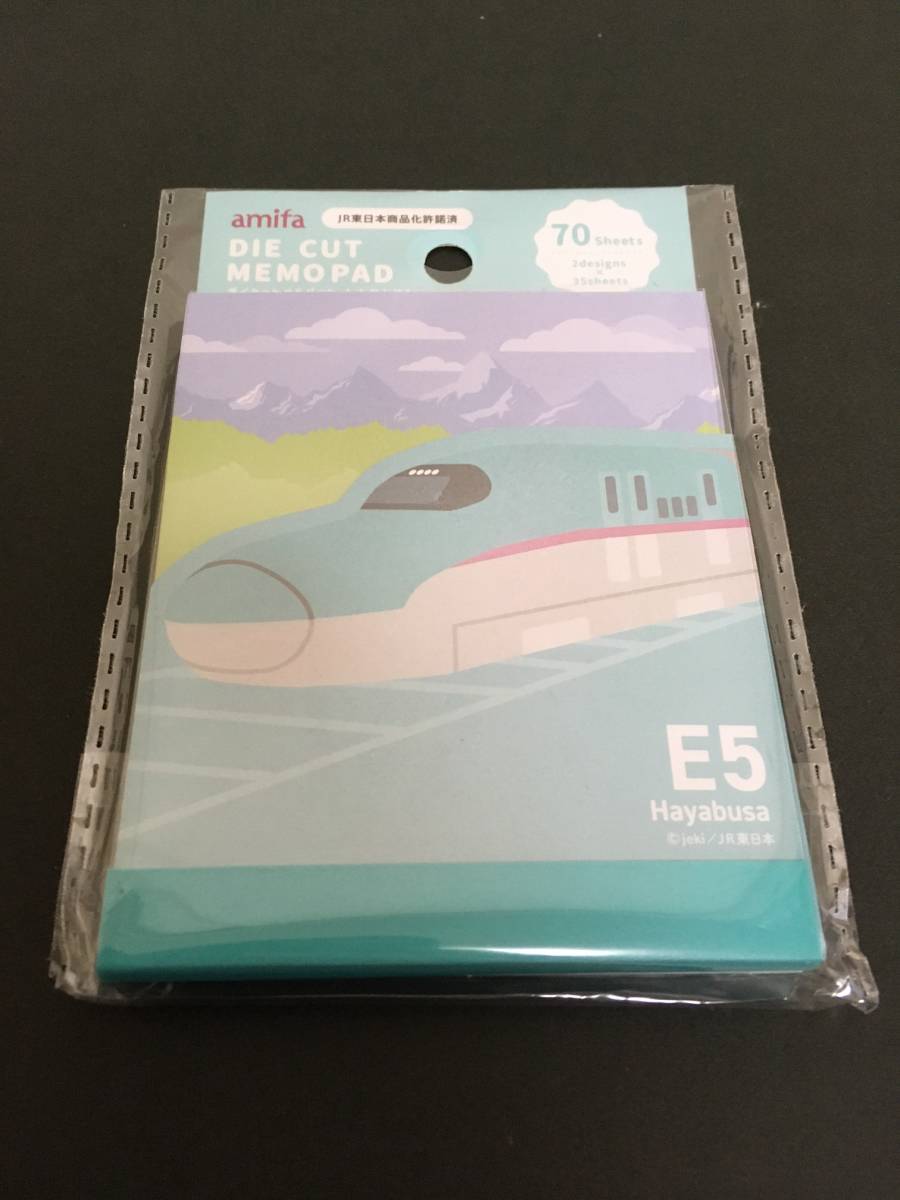 amifa
JR東日本商品化許諾済
DIE CUT
MEMO PAD
70 Sheets
2designs
×
35sheets
E5
Hayabusa
©jeki／JR東日本